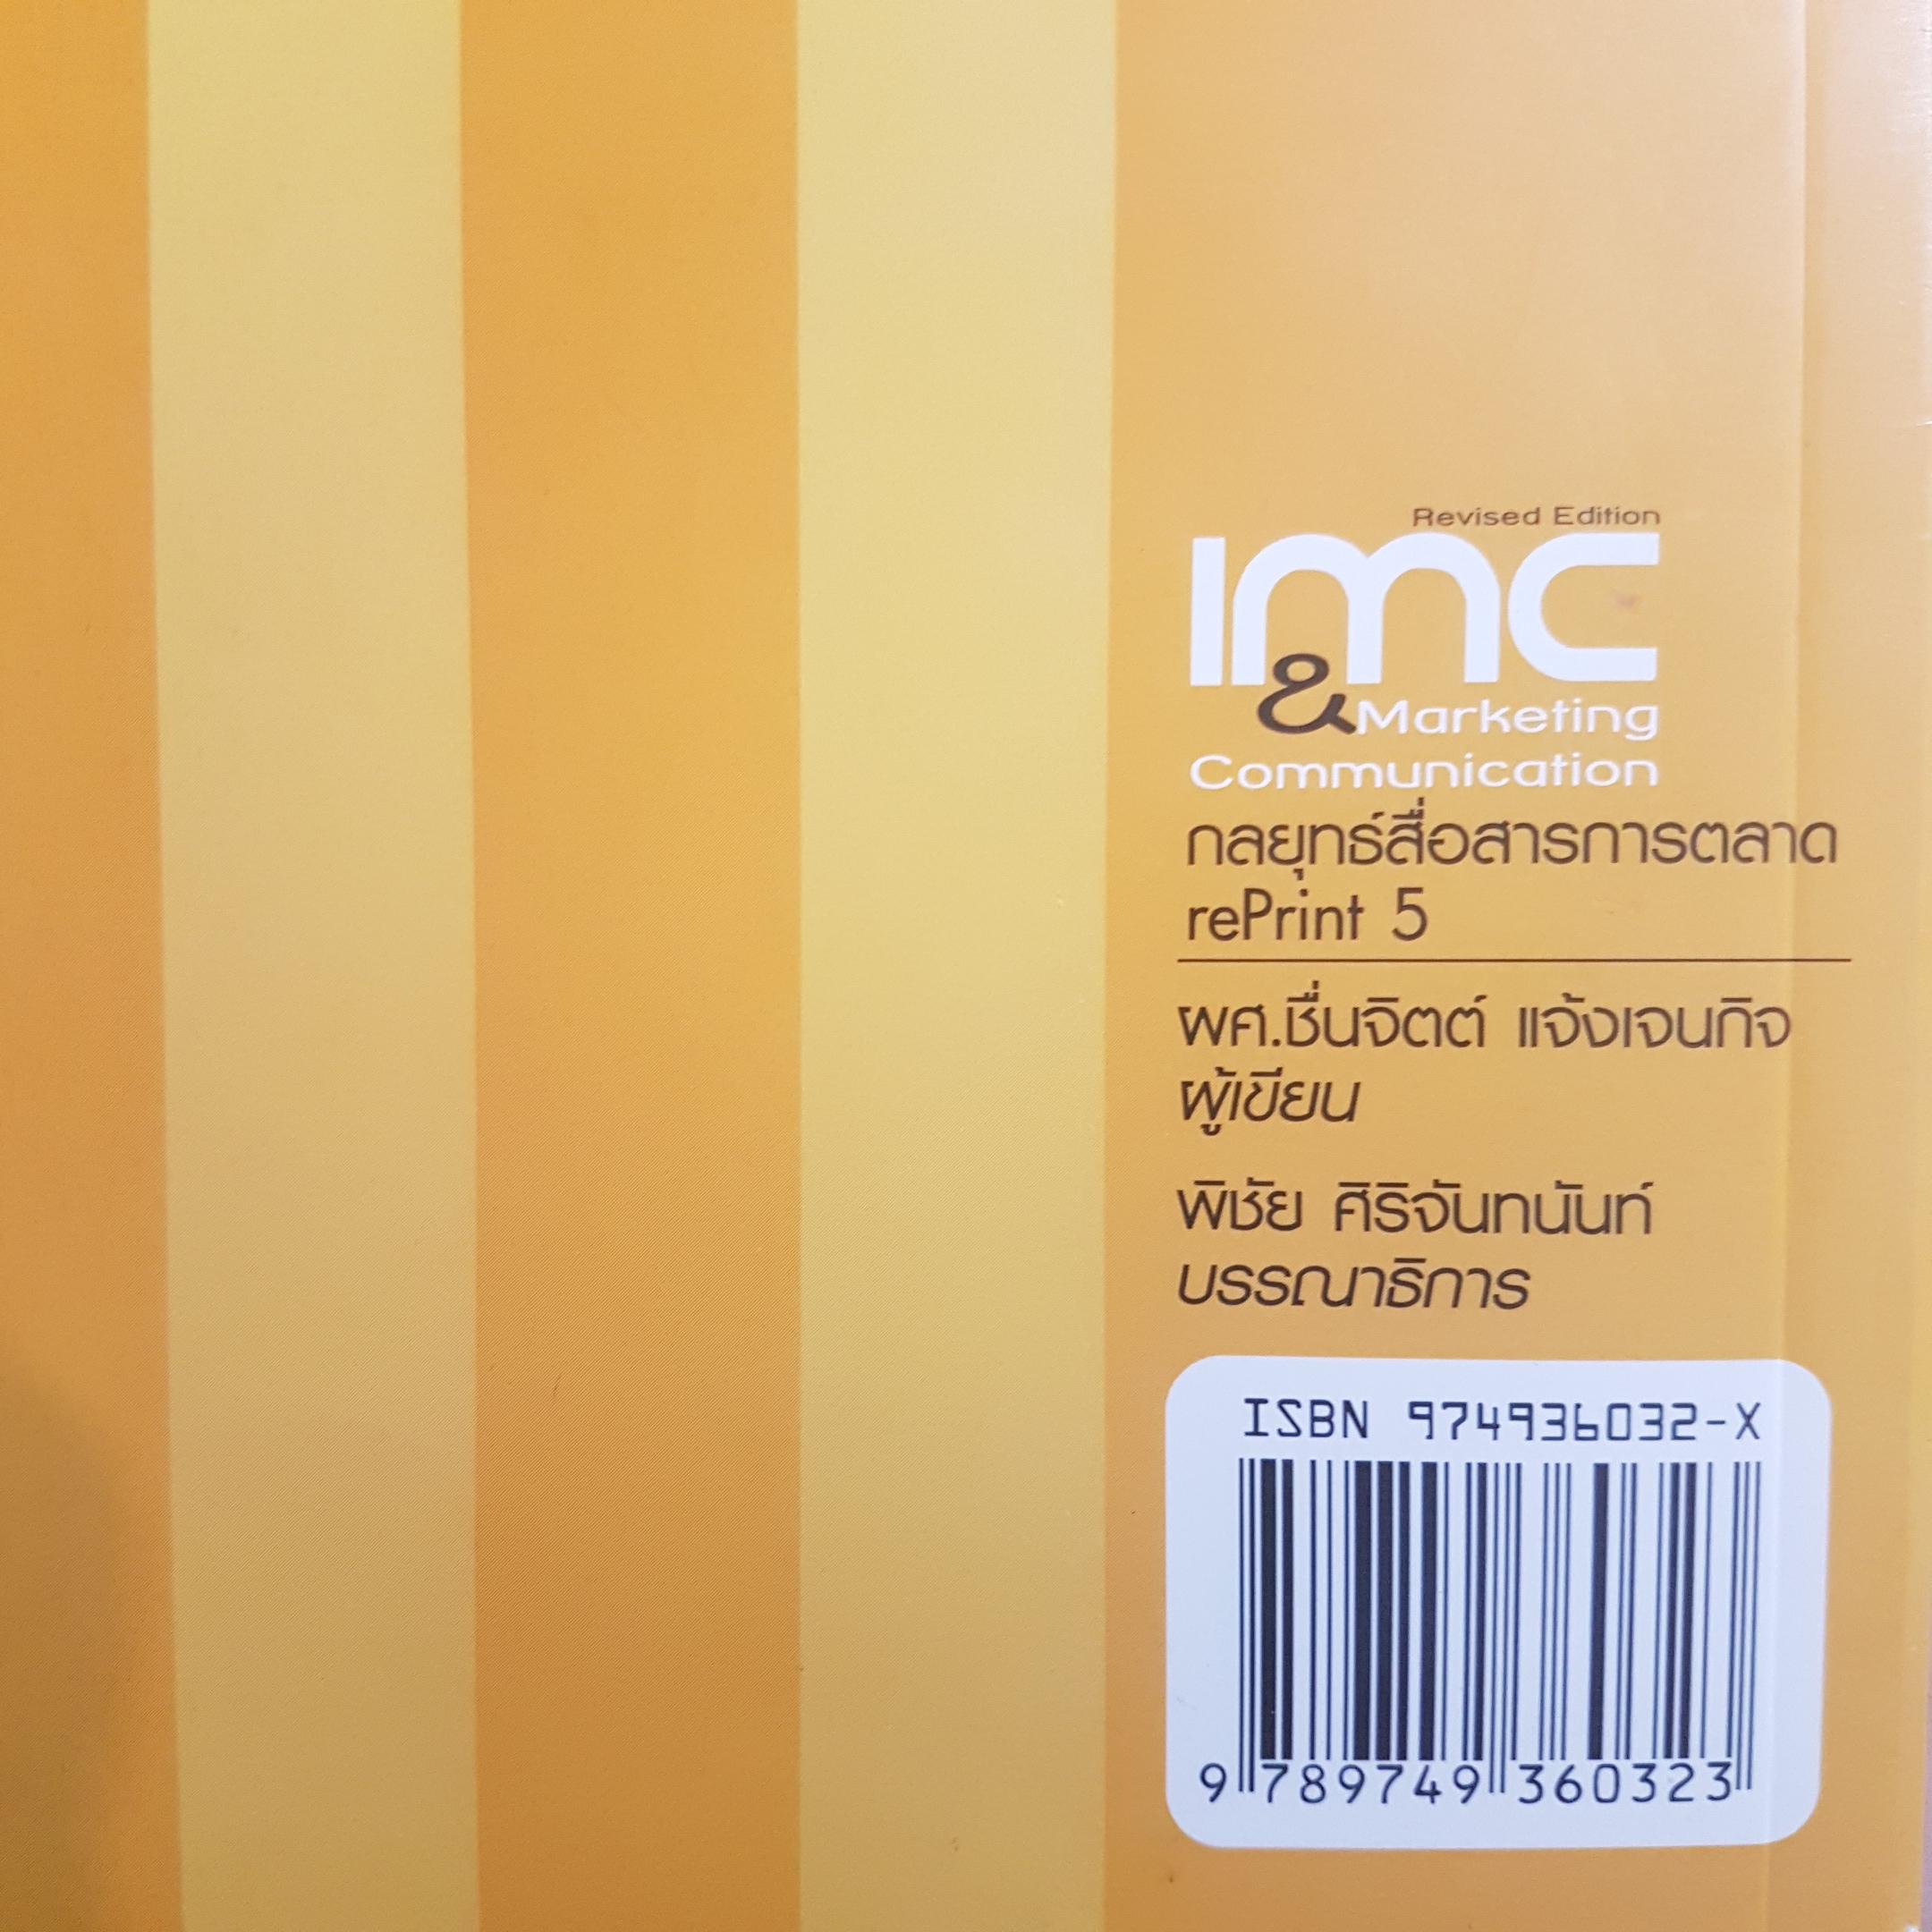 Revised Edition
IMC
& Marketing
Communication
กลยุทธ์สื่อสารการตลาด
rePrint 5
ผศ.ชื่นจิตต์ แจ้งเจนกิจ
ผู้เขียน
พิชัย ศิริจันทนันท์
บรรณาธิการ
ISBN 974936032-X
9 789749 360323